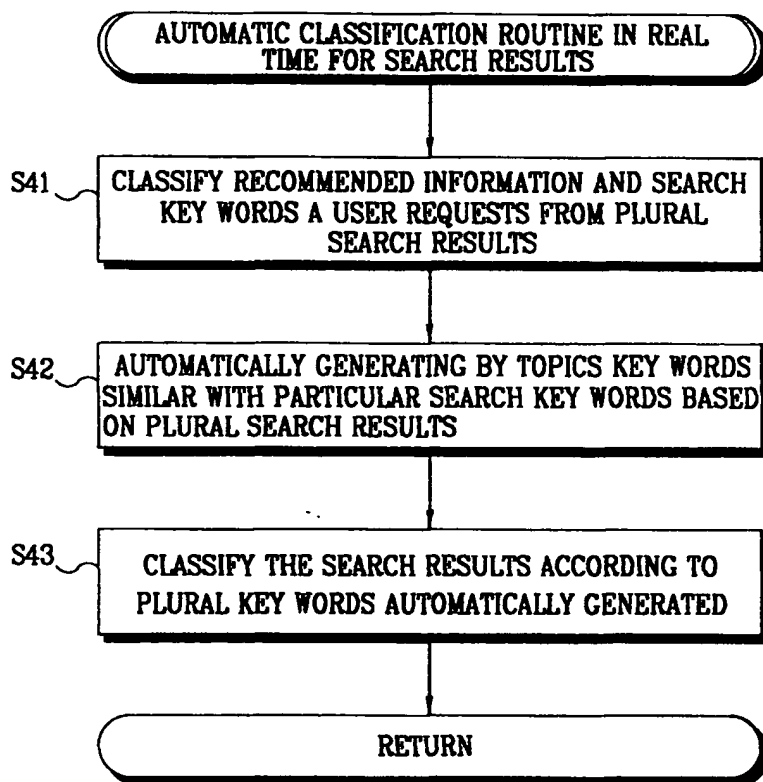 AUTOMATIC CLASSIFICATION ROUTINE IN REAL
TIME FOR SEARCH RESULTS
S41
CLASSIFY RECOMMENDED INFORMATION AND SEARCH
KEY WORDS A USER REQUESTS FROM PLURAL
SEARCH RESULTS
S42
AUTOMATICALLY GENERATING BY TOPICS KEY WORDS
SIMILAR WITH PARTICULAR SEARCH KEY WORDS BASED
ON PLURAL SEARCH RESULTS
S43
CLASSIFY THE SEARCH RESULTS ACCORDING TO
PLURAL KEY WORDS AUTOMATICALLY GENERATED
RETURN